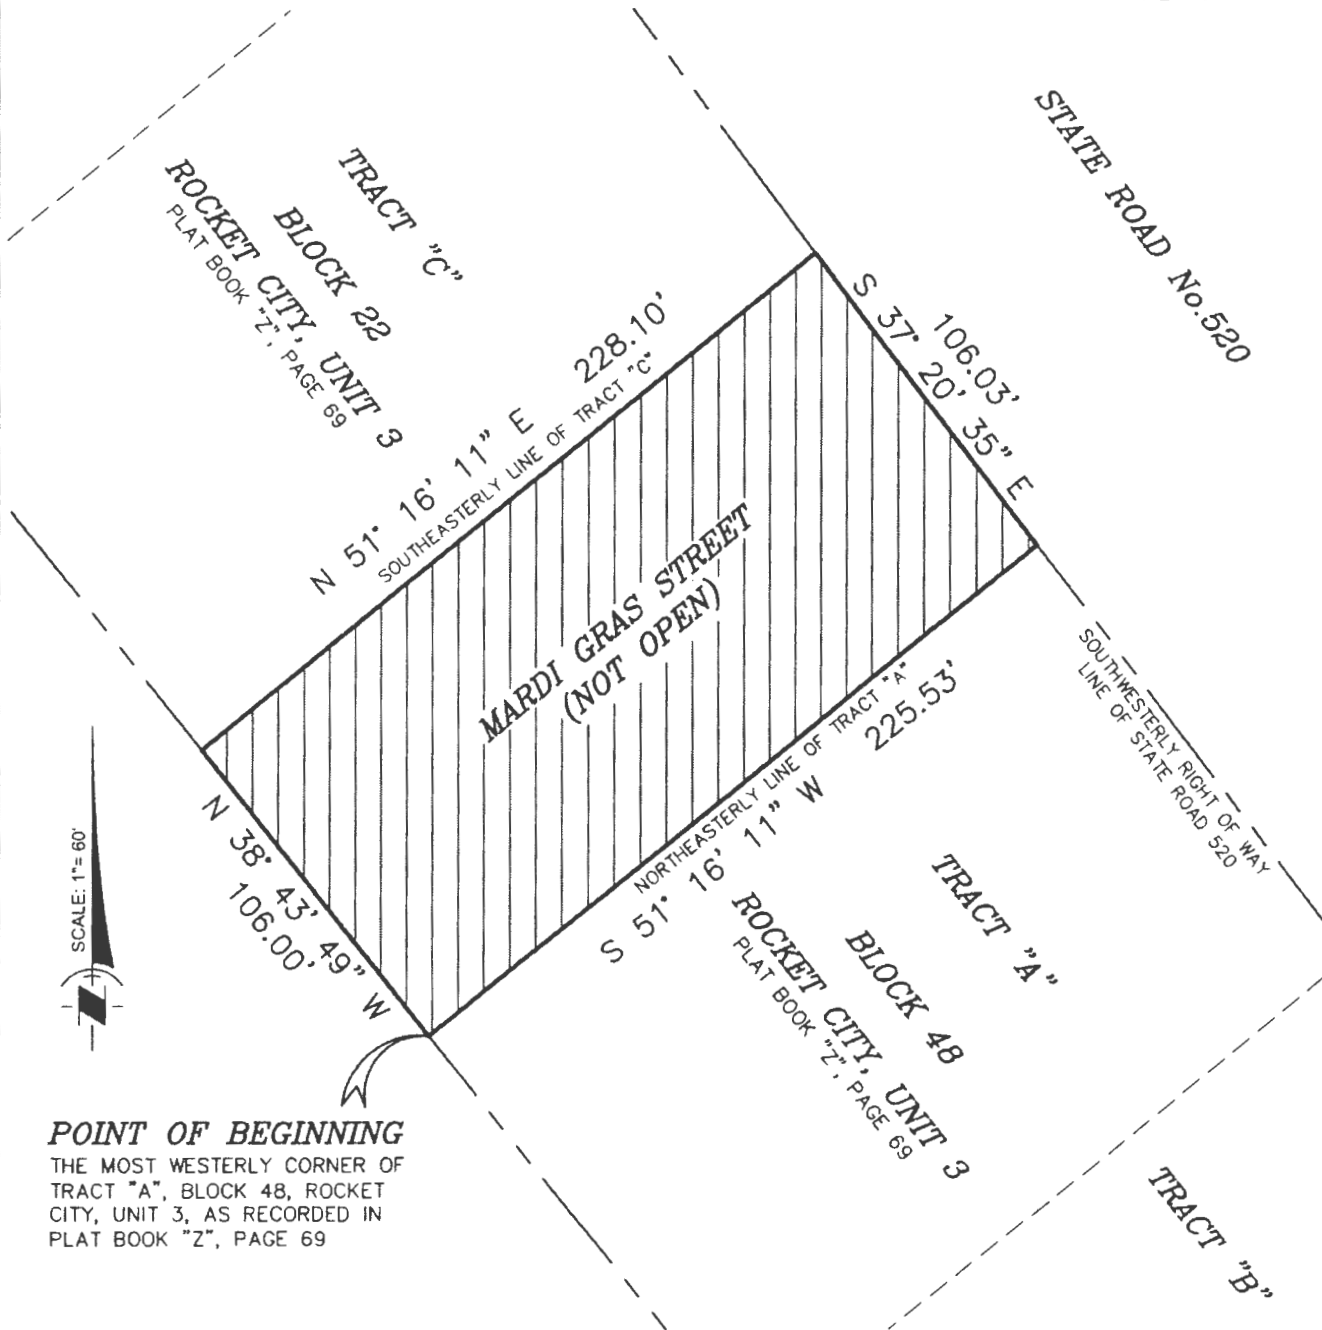 STATE ROAD No.520
TRACT "C"
BLOCK 22
ROCKET CITY, UNIT 3
PLAT BOOK "Z", PAGE 69
N 51° 16' 11" E 228.10'
SOUTHEASTERLY LINE OF TRACT "C"
106.03'
S 37° 20' 35" E
MARDI GRAS STREET
(NOT OPEN)
NORTHEASTERLY LINE OF TRACT "A"
S 51° 16' 11" W 225.53'
SOUTHWESTERLY RIGHT OF WAY
LINE OF STATE ROAD 520
N 38° 43' 49" W
106.00'
SCALE: 1"= 60'
N
TRACT "A"
BLOCK 48
ROCKET CITY, UNIT 3
PLAT BOOK "Z", PAGE 69
TRACT "B"
POINT OF BEGINNING
THE MOST WESTERLY CORNER OF
TRACT "A", BLOCK 48, ROCKET
CITY, UNIT 3, AS RECORDED IN
PLAT BOOK "Z", PAGE 69